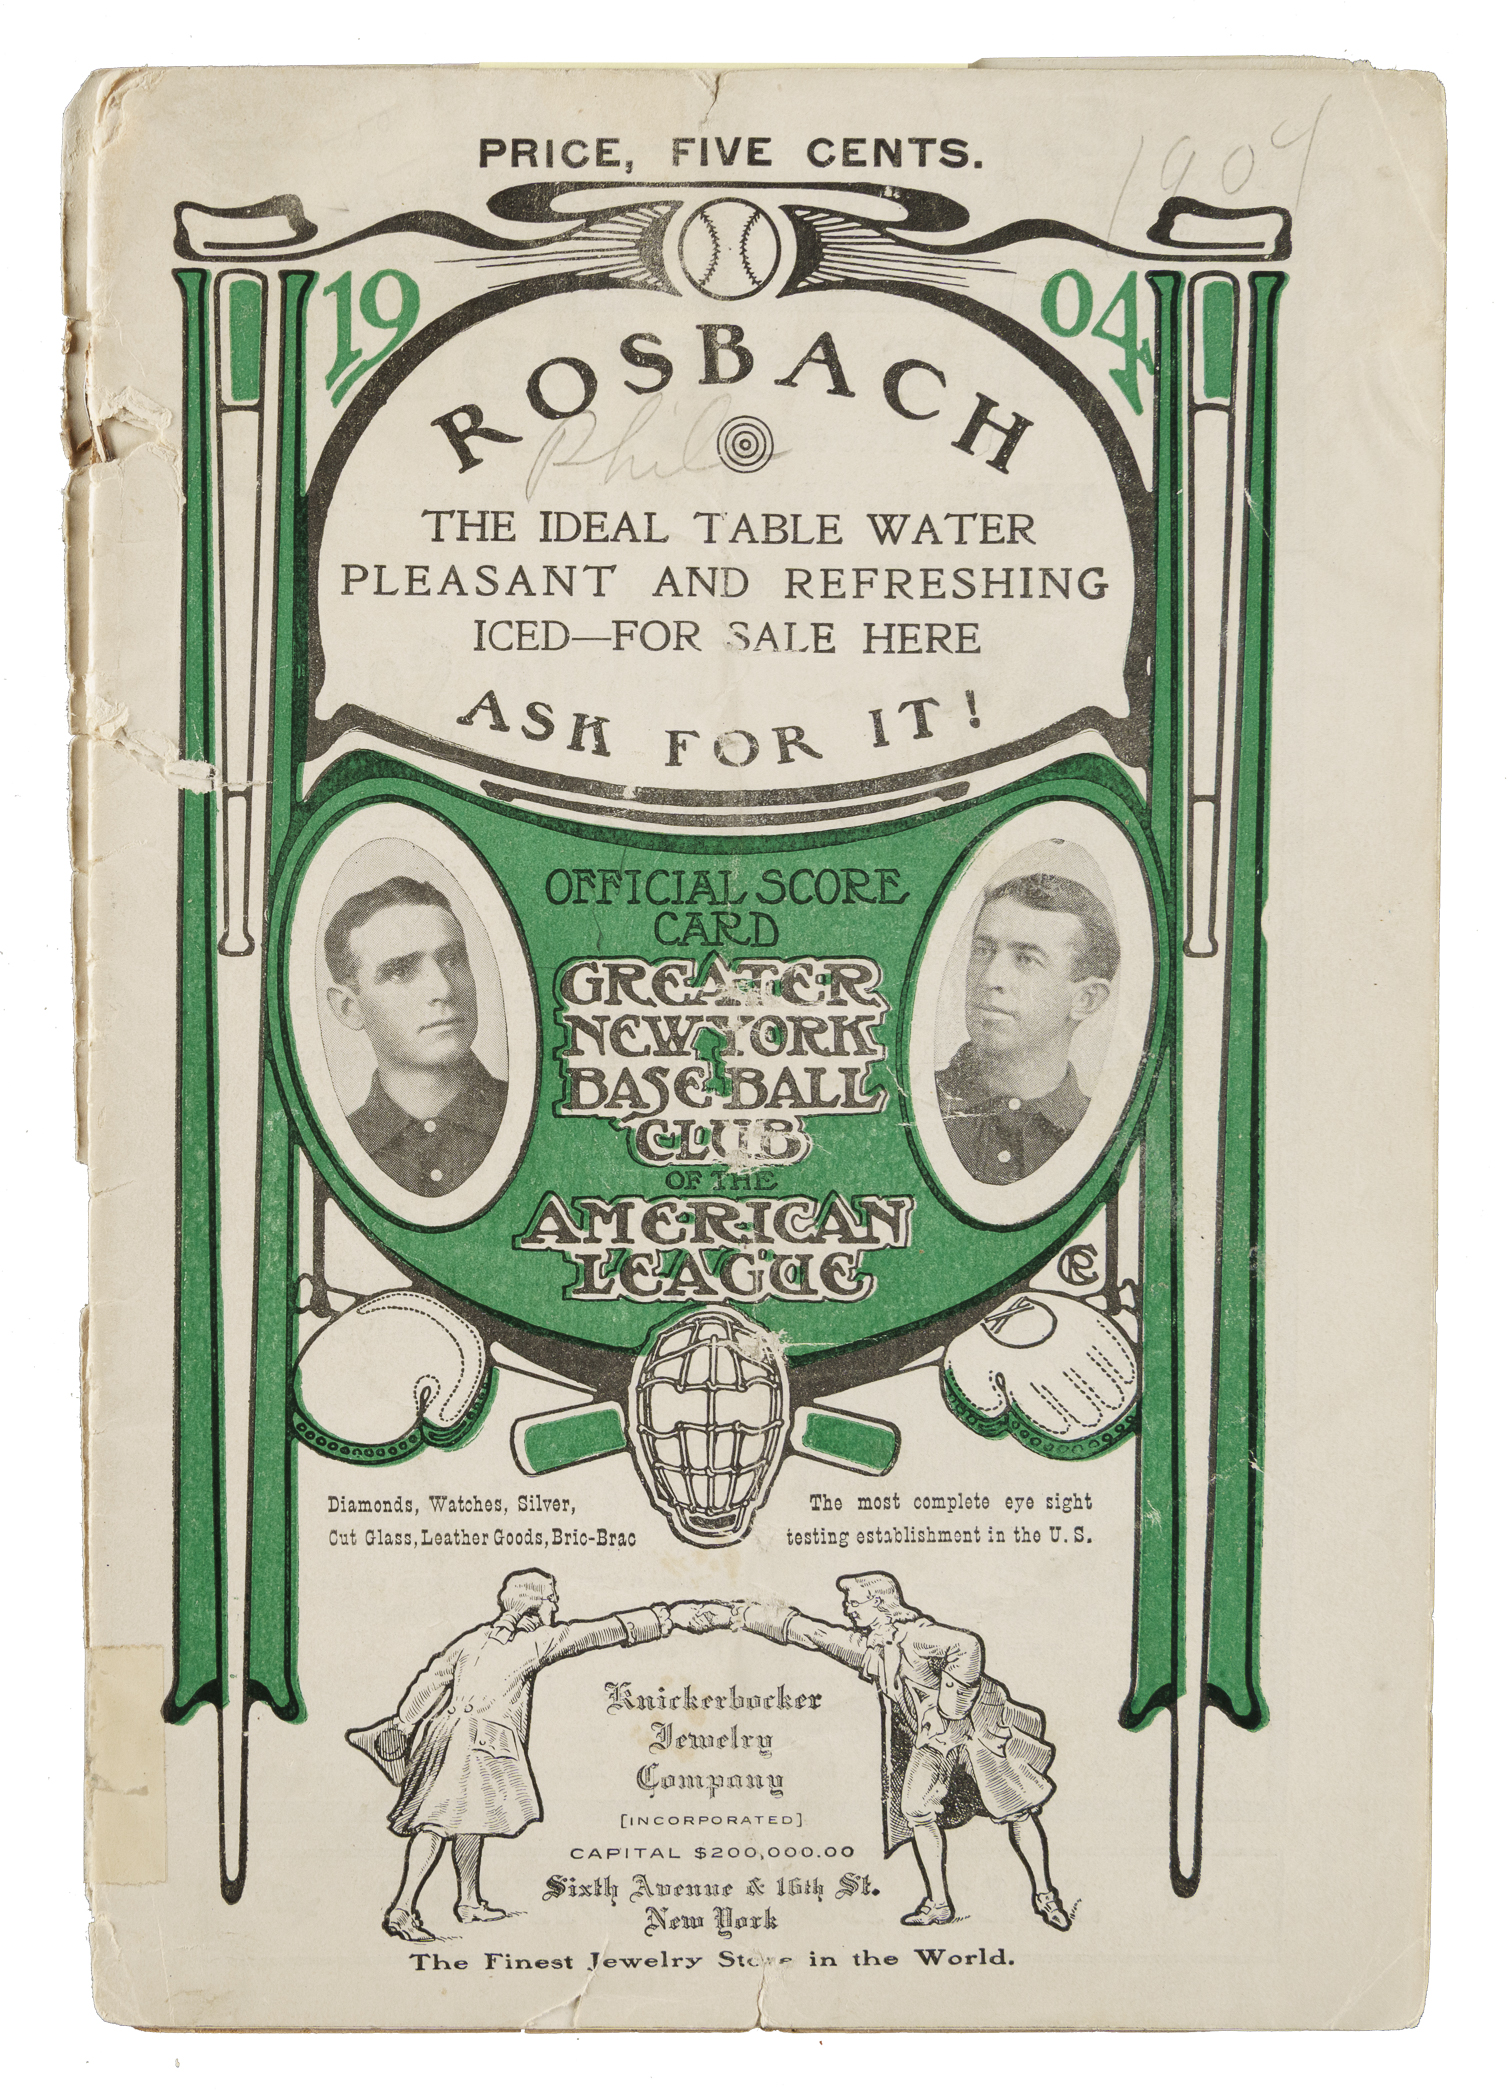 PRICE, FIVE CENTS.
1904
19 04
ROSBACH
Phila
THE IDEAL TABLE WATER
PLEASANT AND REFRESHING
ICED—FOR SALE HERE
ASK FOR IT!
OFFICIAL SCORE
CARD
GREATER
NEW YORK
BASE BALL
CLUB
OF THE
AMERICAN
LEAGUE
Diamonds, Watches, Silver,
Cut Glass, Leather Goods, Bric-Brac
The most complete eye sight
testing establishment in the U. S.
Knickerbocker
Jewelry
Company
[INCORPORATED]
CAPITAL $200,000.00
Sixth Avenue & 16th St.
New York
The Finest Jewelry Store in the World.